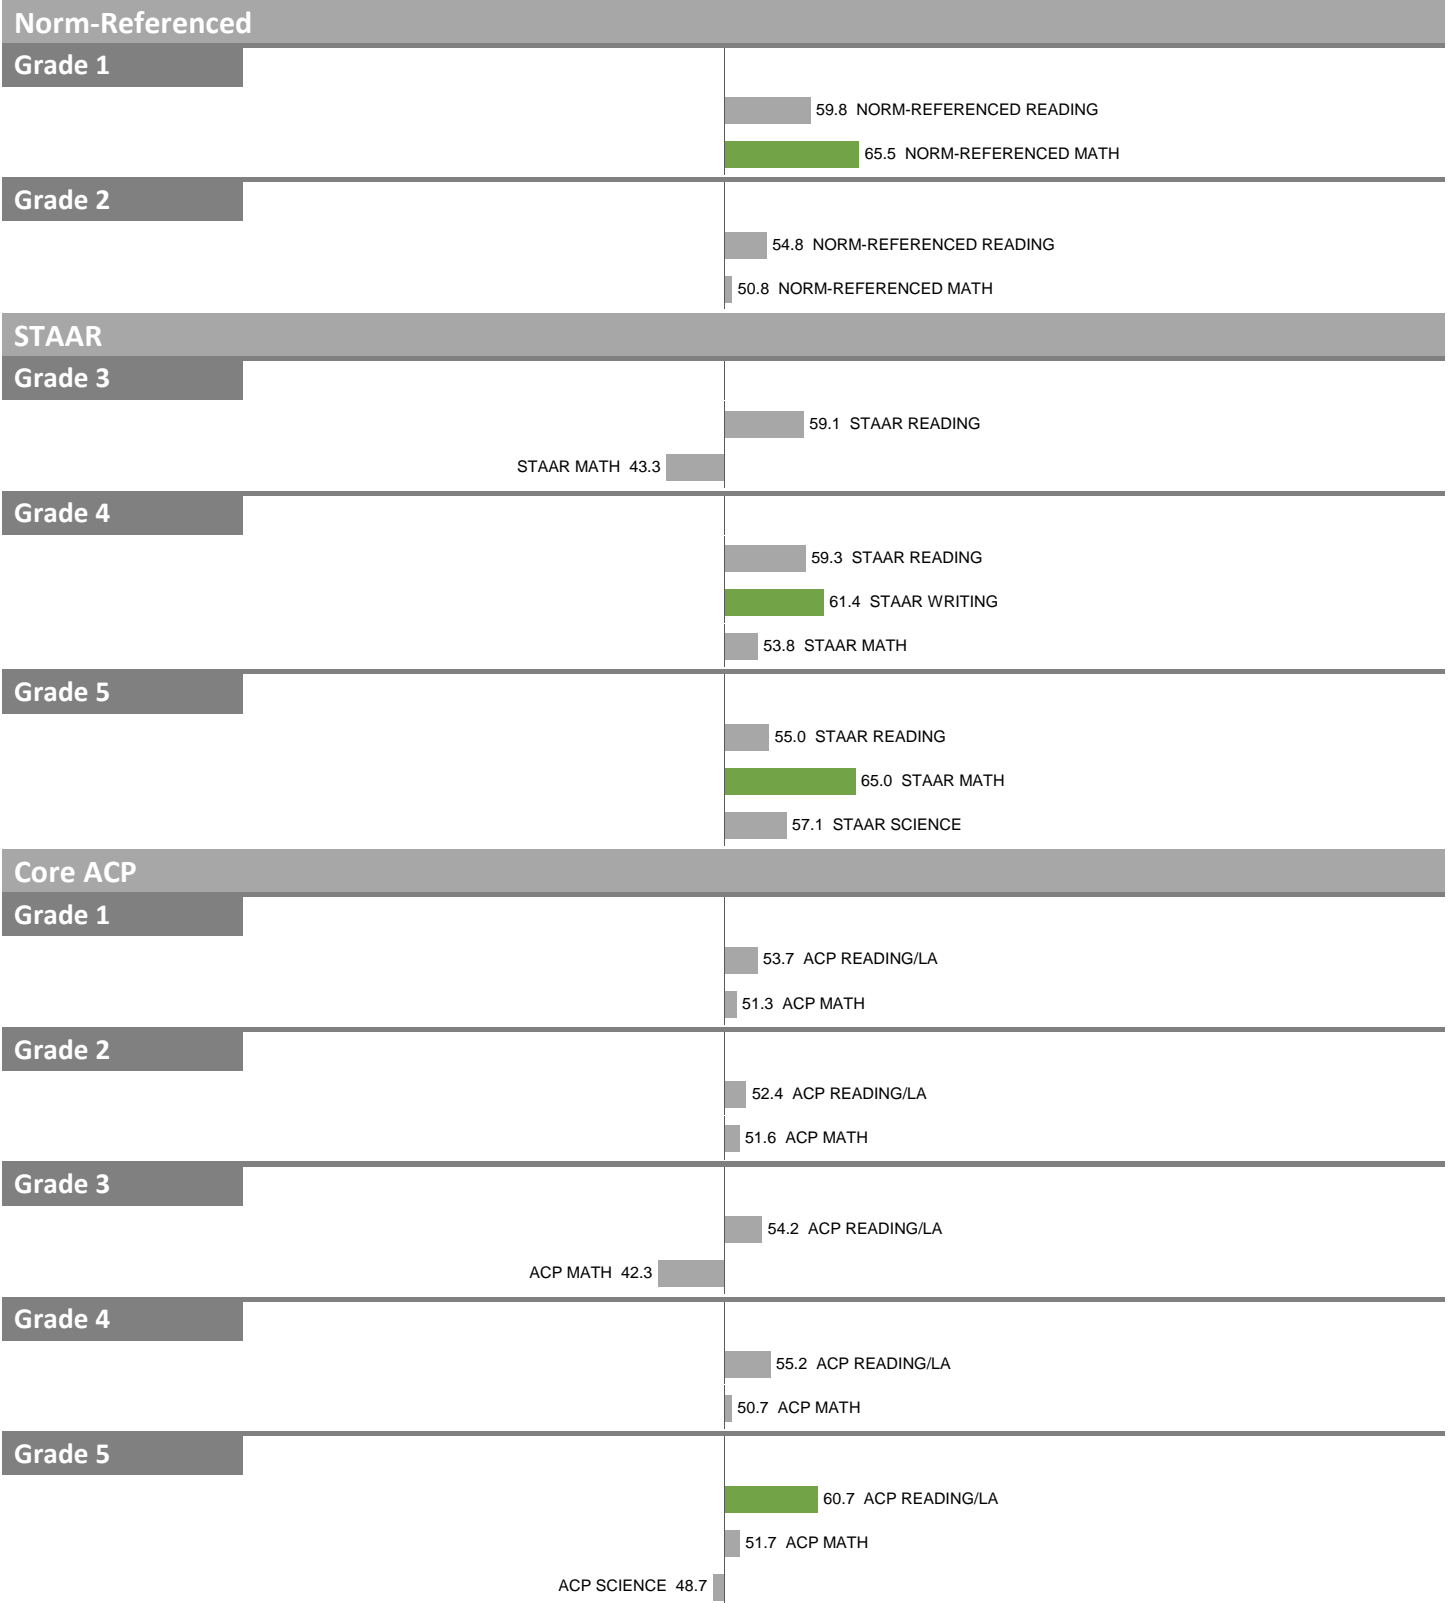 Norm-Referenced
Grade 1
59.8 NORM-REFERENCED READING
65.5 NORM-REFERENCED MATH
Grade 2
54.8 NORM-REFERENCED READING
50.8 NORM-REFERENCED MATH
STAAR
Grade 3
59.1 STAAR READING
STAAR MATH 43.3
Grade 4
59.3 STAAR READING
61.4 STAAR WRITING
53.8 STAAR MATH
Grade 5
55.0 STAAR READING
65.0 STAAR MATH
57.1 STAAR SCIENCE
Core ACP
Grade 1
53.7 ACP READING/LA
51.3 ACP MATH
Grade 2
52.4 ACP READING/LA
51.6 ACP MATH
Grade 3
54.2 ACP READING/LA
ACP MATH 42.3
Grade 4
55.2 ACP READING/LA
50.7 ACP MATH
Grade 5
60.7 ACP READING/LA
51.7 ACP MATH
ACP SCIENCE 48.7